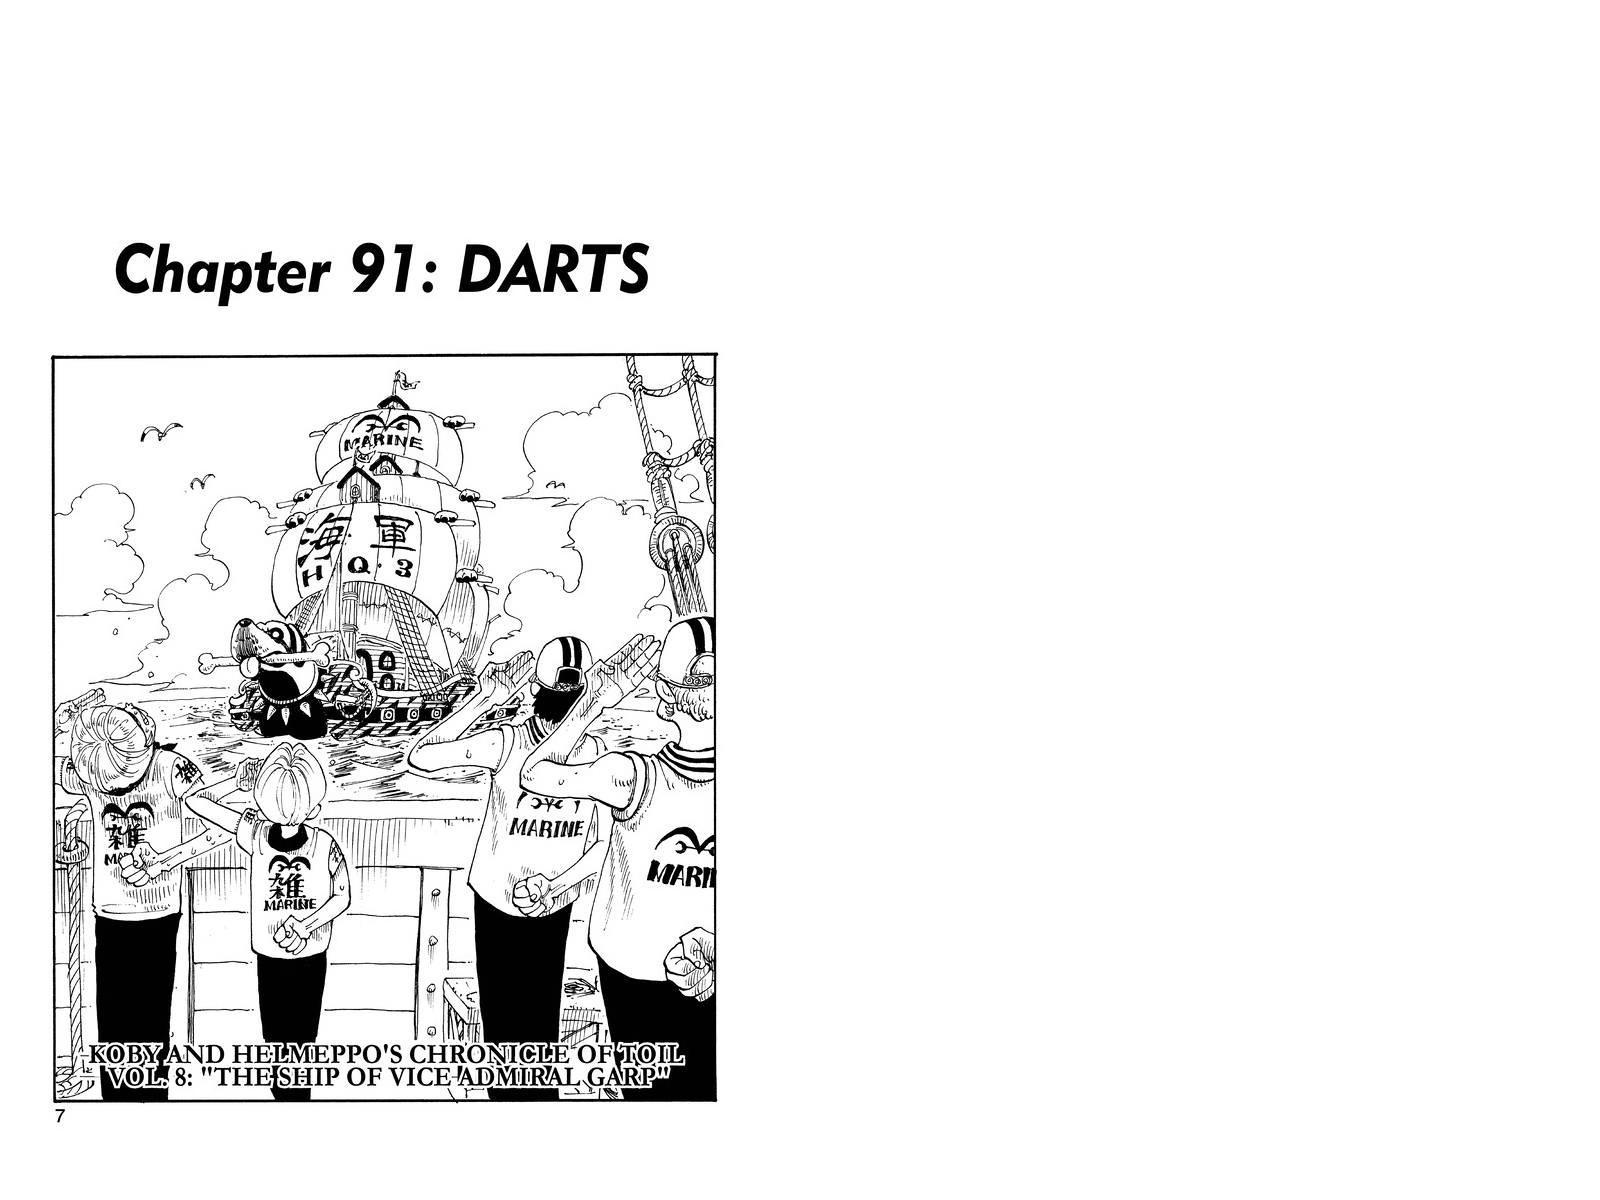 Chapter 91: DARTS
MARINE
海軍
H.Q.3
雑
雑
MARINE
雑
MARINE
MARINE
KOBY AND HELMEPPO'S CHRONICLE OF TOIL
VOL. 8: "THE SHIP OF VICE ADMIRAL GARP"
7